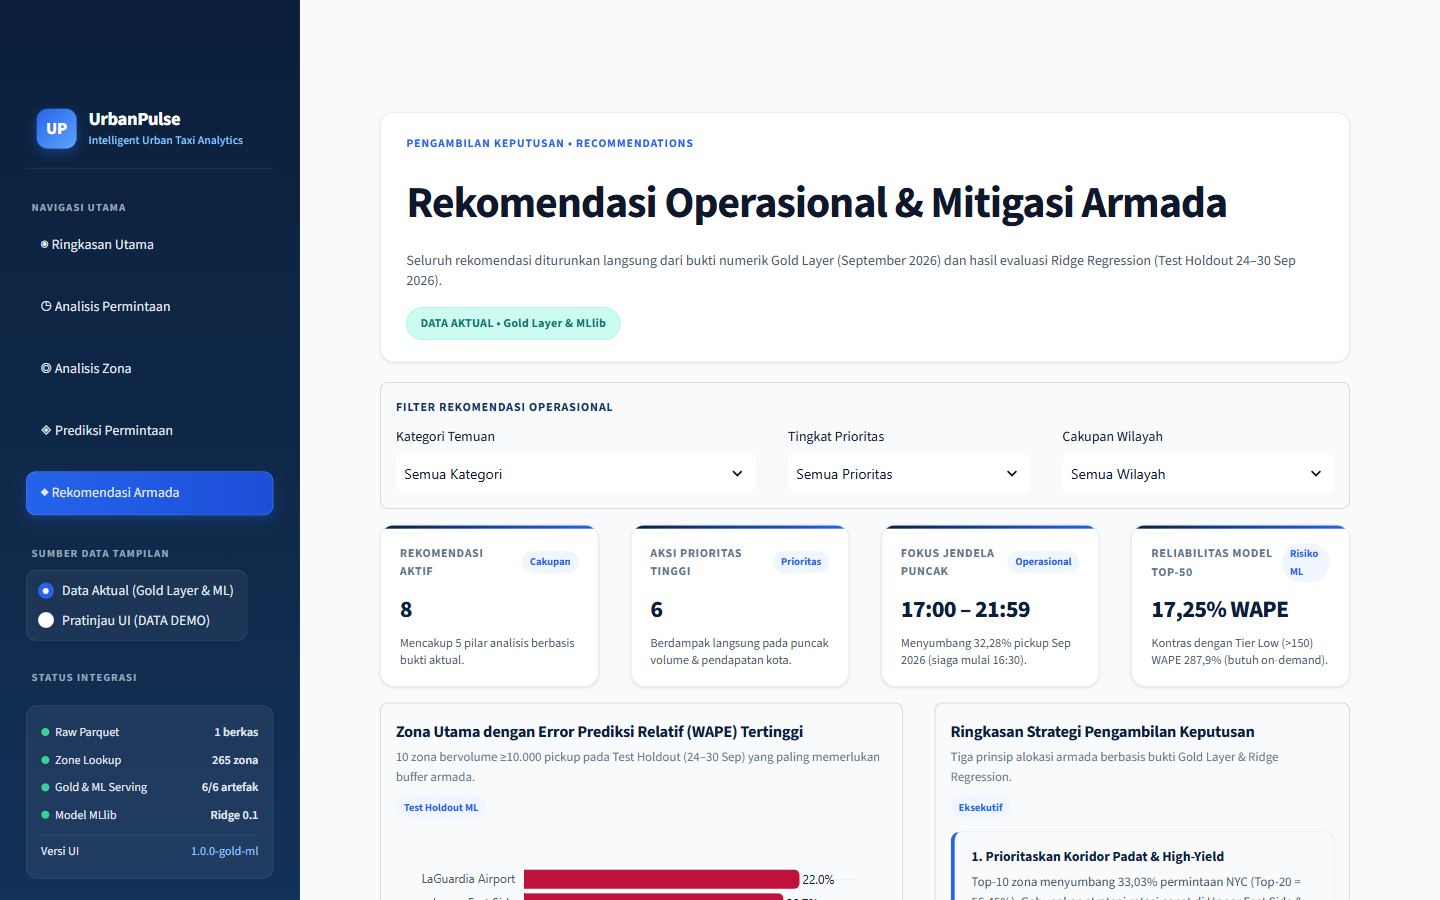 UP
UrbanPulse
Intelligent Urban Taxi Analytics
NAVIGASI UTAMA
Ringkasan Utama
Analisis Permintaan
Analisis Zona
Prediksi Permintaan
Rekomendasi Armada
SUMBER DATA TAMPILAN
Data Aktual (Gold Layer & ML)
Pratinjau UI (DATA DEMO)
STATUS INTEGRASI
Raw Parquet 1 berkas
Zone Lookup 265 zona
Gold & ML Serving 6/6 artefak
Model MLlib Ridge 0.1
Versi UI 1.0.0-gold-ml
PENGAMBILAN KEPUTUSAN • RECOMMENDATIONS
Rekomendasi Operasional & Mitigasi Armada
Seluruh rekomendasi diturunkan langsung dari bukti numerik Gold Layer (September 2026) dan hasil evaluasi Ridge Regression (Test Holdout 24–30 Sep
2026).
DATA AKTUAL • Gold Layer & MLlib
FILTER REKOMENDASI OPERASIONAL
Kategori Temuan
Semua Kategori
Tingkat Prioritas
Semua Prioritas
Cakupan Wilayah
Semua Wilayah
REKOMENDASI
AKTIF
Cakupan
8
Mencakup 5 pilar analisis berbasis
bukti aktual.
AKSI PRIORITAS
TINGGI
Prioritas
6
Berdampak langsung pada puncak
volume & pendapatan kota.
FOKUS JENDELA
PUNCAK
Operasional
17:00 – 21:59
Menyumbang 32,28% pickup Sep
2026 (siaga mulai 16:30).
RELIABILITAS MODEL
TOP-50
Risiko
ML
17,25% WAPE
Kontras dengan Tier Low (>150)
WAPE 287,9% (butuh on-demand).
Zona Utama dengan Error Prediksi Relatif (WAPE) Tertinggi
10 zona bervolume ≥10.000 pickup pada Test Holdout (24–30 Sep) yang paling memerlukan
buffer armada.
Test Holdout ML
LaGuardia Airport 22.0%
Ringkasan Strategi Pengambilan Keputusan
Tiga prinsip alokasi armada berbasis bukti Gold Layer & Ridge
Regression.
Eksekutif
1. Prioritaskan Koridor Padat & High-Yield
Top-10 zona menyumbang 33,03% permintaan NYC (Top-20 =